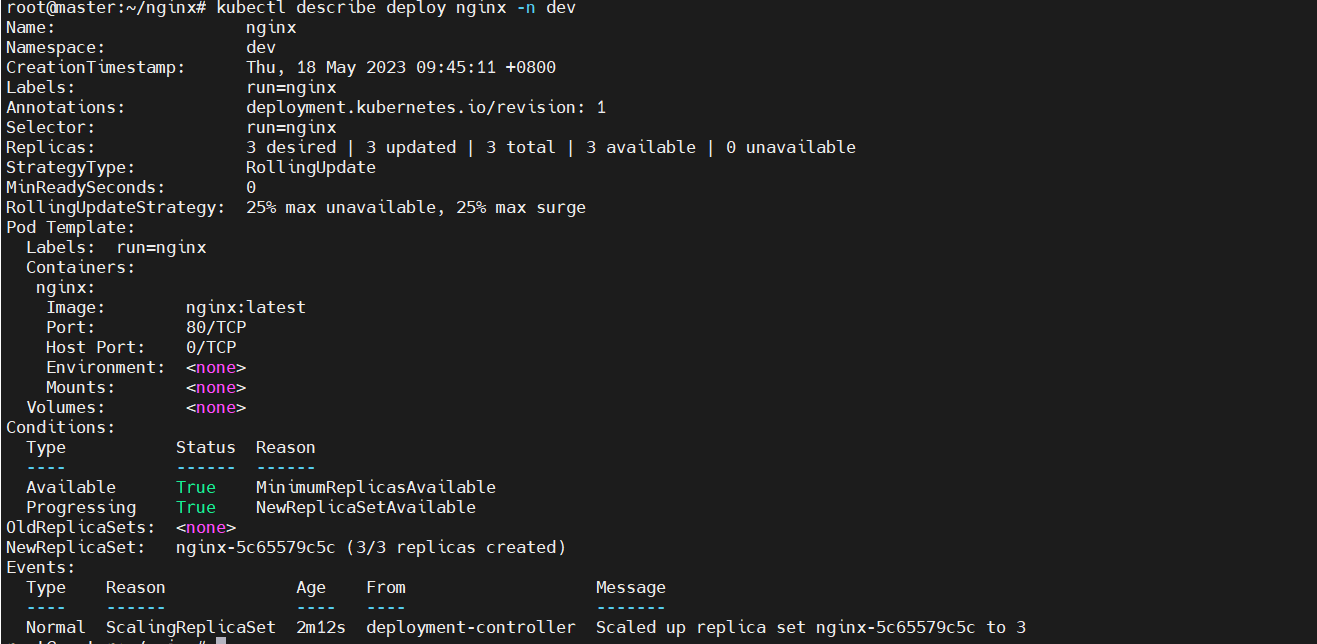 root@master:~/nginx# kubectl describe deploy nginx -n dev
Name:                   nginx
Namespace:              dev
CreationTimestamp:      Thu, 18 May 2023 09:45:11 +0800
Labels:                 run=nginx
Annotations:            deployment.kubernetes.io/revision: 1
Selector:               run=nginx
Replicas:               3 desired | 3 updated | 3 total | 3 available | 0 unavailable
StrategyType:           RollingUpdate
MinReadySeconds:        0
RollingUpdateStrategy:  25% max unavailable, 25% max surge
Pod Template:
  Labels:  run=nginx
  Containers:
   nginx:
    Image:        nginx:latest
    Port:         80/TCP
    Host Port:    0/TCP
    Environment:  <none>
    Mounts:       <none>
  Volumes:        <none>
Conditions:
  Type           Status  Reason
  ----           ------  ------
  Available      True    MinimumReplicasAvailable
  Progressing    True    NewReplicaSetAvailable
OldReplicaSets:  <none>
NewReplicaSet:   nginx-5c65579c5c (3/3 replicas created)
Events:
  Type    Reason             Age    From                   Message
  ----    ------             ----   ----                   -------
  Normal  ScalingReplicaSet  2m12s  deployment-controller  Scaled up replica set nginx-5c65579c5c to 3